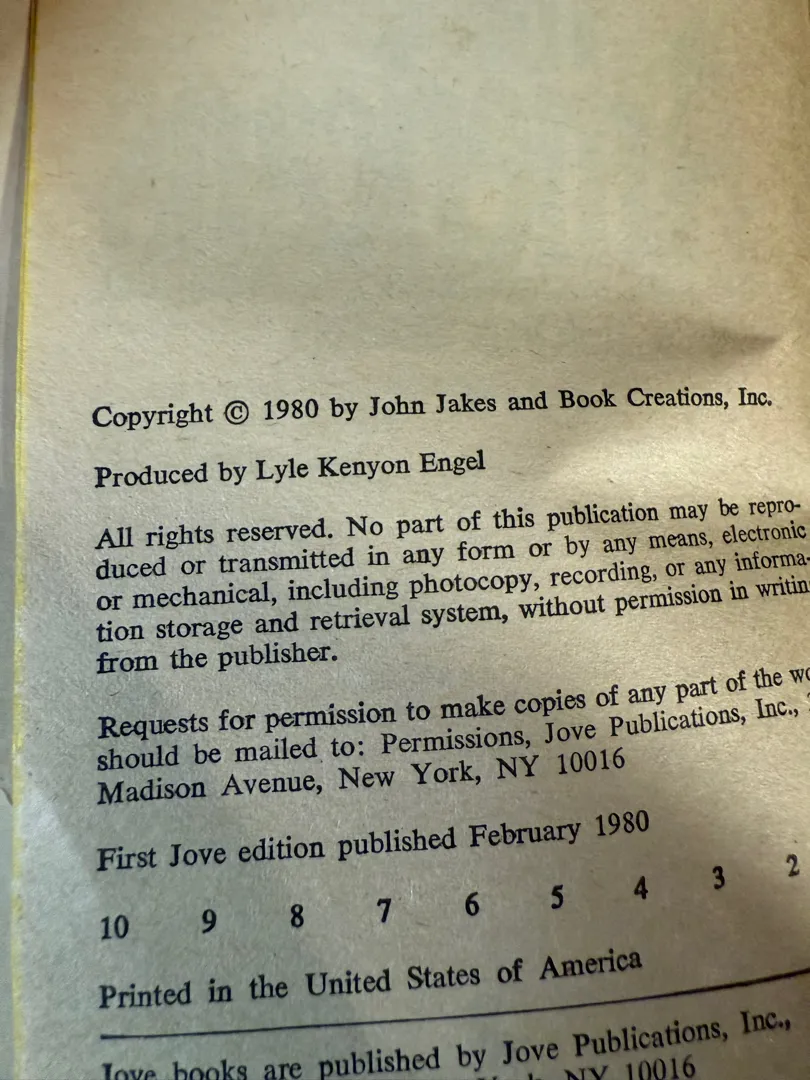 Copyright © 1980 by John Jakes and Book Creations, Inc.
Produced by Lyle Kenyon Engel
All rights reserved. No part of this publication may be repro-
duced or transmitted in any form or by any means, electronic
or mechanical, including photocopy, recording, or any informa-
tion storage and retrieval system, without permission in writin
from the publisher.
Requests for permission to make copies of any part of the wo
should be mailed to: Permissions, Jove Publications, Inc.,
Madison Avenue, New York, NY 10016
First Jove edition published February 1980
10 9 8 7 6 5 4 3 2
Printed in the United States of America
Jove books are published by Jove Publications, Inc.,
NY 10016